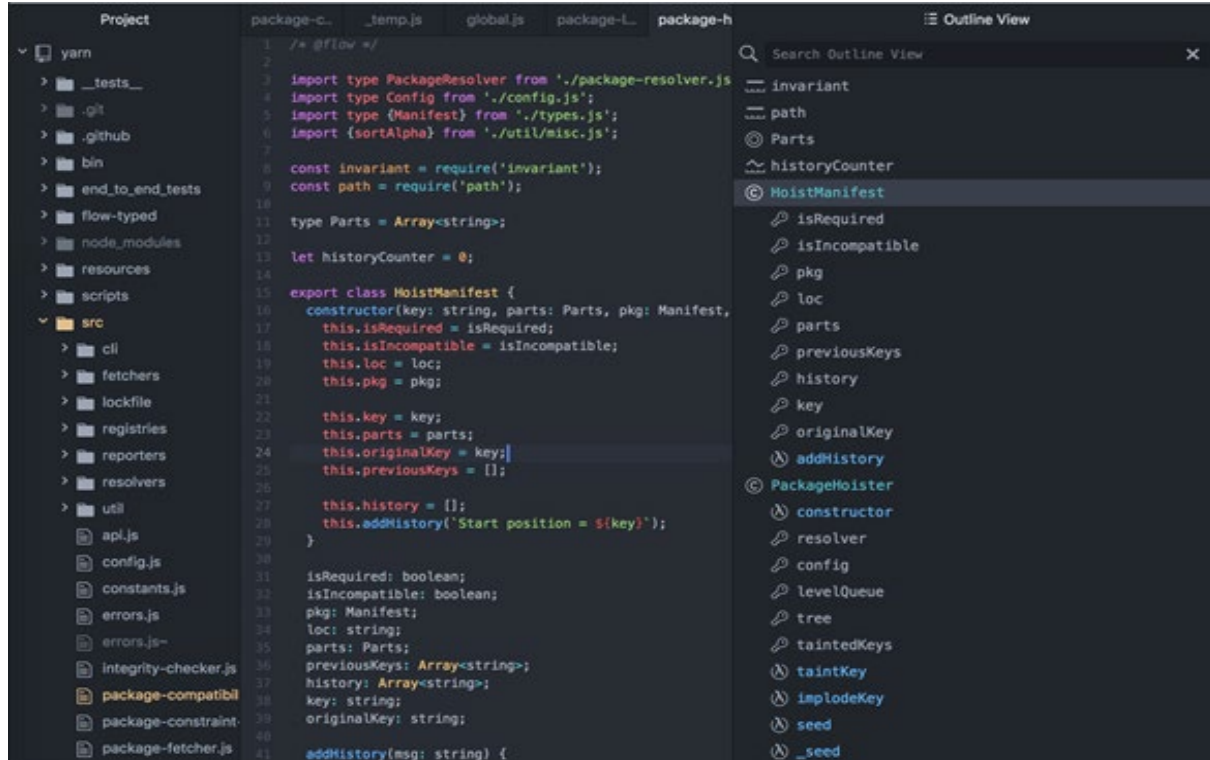 Project
yarn
__tests__
.git
.github
bin
end_to_end_tests
flow-typed
node_modules
resources
scripts
src
cli
fetchers
lockfile
registries
reporters
resolvers
util
api.js
config.js
constants.js
errors.js
errors.js~
integrity-checker.js
package-compatibil
package-constraint-
package-fetcher.js
package-c… _temp.js global.js package-l… package-h
1 /* @flow */
2
3 import type PackageResolver from './package-resolver.js
4 import type Config from './config.js';
5 import type {Manifest} from './types.js';
6 import {sortAlpha} from './util/misc.js';
7
8 const invariant = require('invariant');
9 const path = require('path');
10
11 type Parts = Array<string>;
12
13 let historyCounter = 0;
14
15 export class HoistManifest {
16 constructor(key: string, parts: Parts, pkg: Manifest,
17 this.isRequired = isRequired;
18 this.isIncompatible = isIncompatible;
19 this.loc = loc;
20 this.pkg = pkg;
21
22 this.key = key;
23 this.parts = parts;
24 this.originalKey = key;
25 this.previousKeys = [];
26
27 this.history = [];
28 this.addHistory(`Start position = ${key}`);
29 }
30
31 isRequired: boolean;
32 isIncompatible: boolean;
33 pkg: Manifest;
34 loc: string;
35 parts: Parts;
36 previousKeys: Array<string>;
37 history: Array<string>;
38 key: string;
39 originalKey: string;
40
41 addHistory(msg: string) {
Outline View
Search Outline View
invariant
path
Parts
historyCounter
HoistManifest
isRequired
isIncompatible
pkg
loc
parts
previousKeys
history
key
originalKey
addHistory
PackageHoister
constructor
resolver
config
levelQueue
tree
taintedKeys
taintKey
implodeKey
seed
_seed